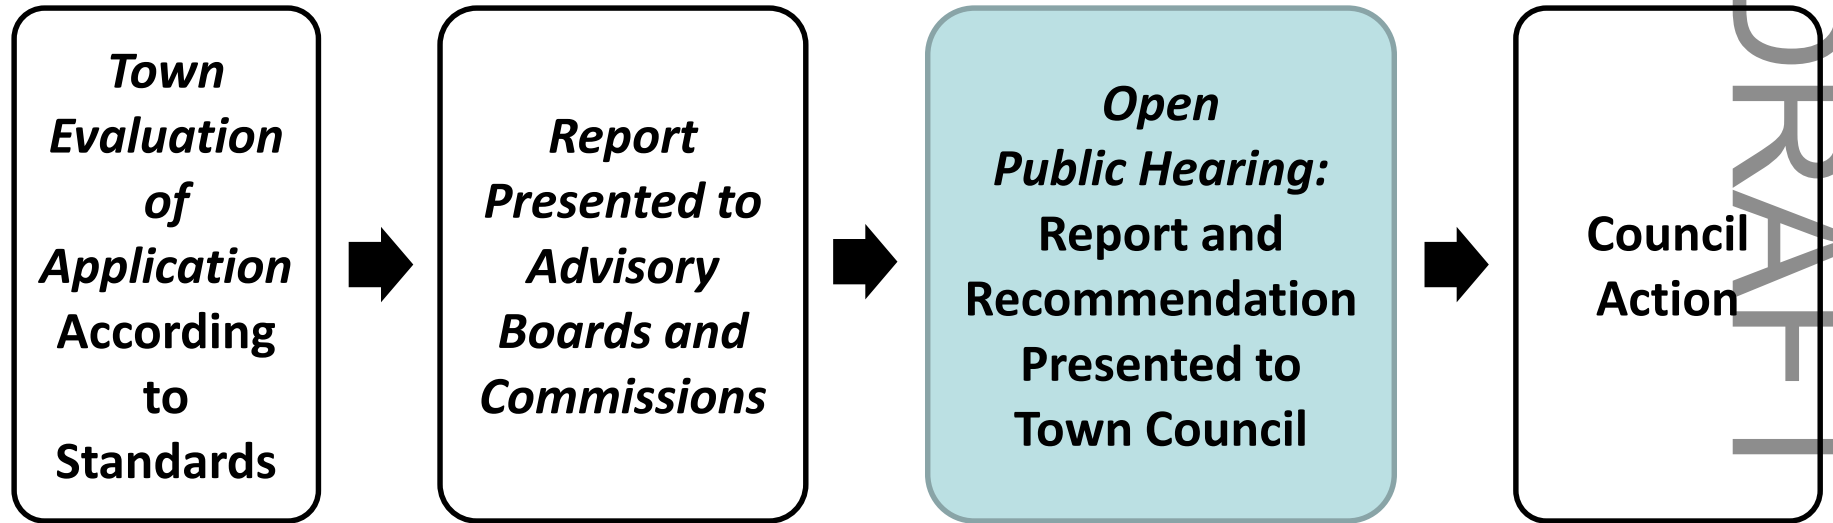 Town
Evaluation
of
Application
According
to
Standards
Report
Presented to
Advisory
Boards and
Commissions
Open
Public Hearing:
Report and
Recommendation
Presented to
Town Council
Council
Action
DRAFT